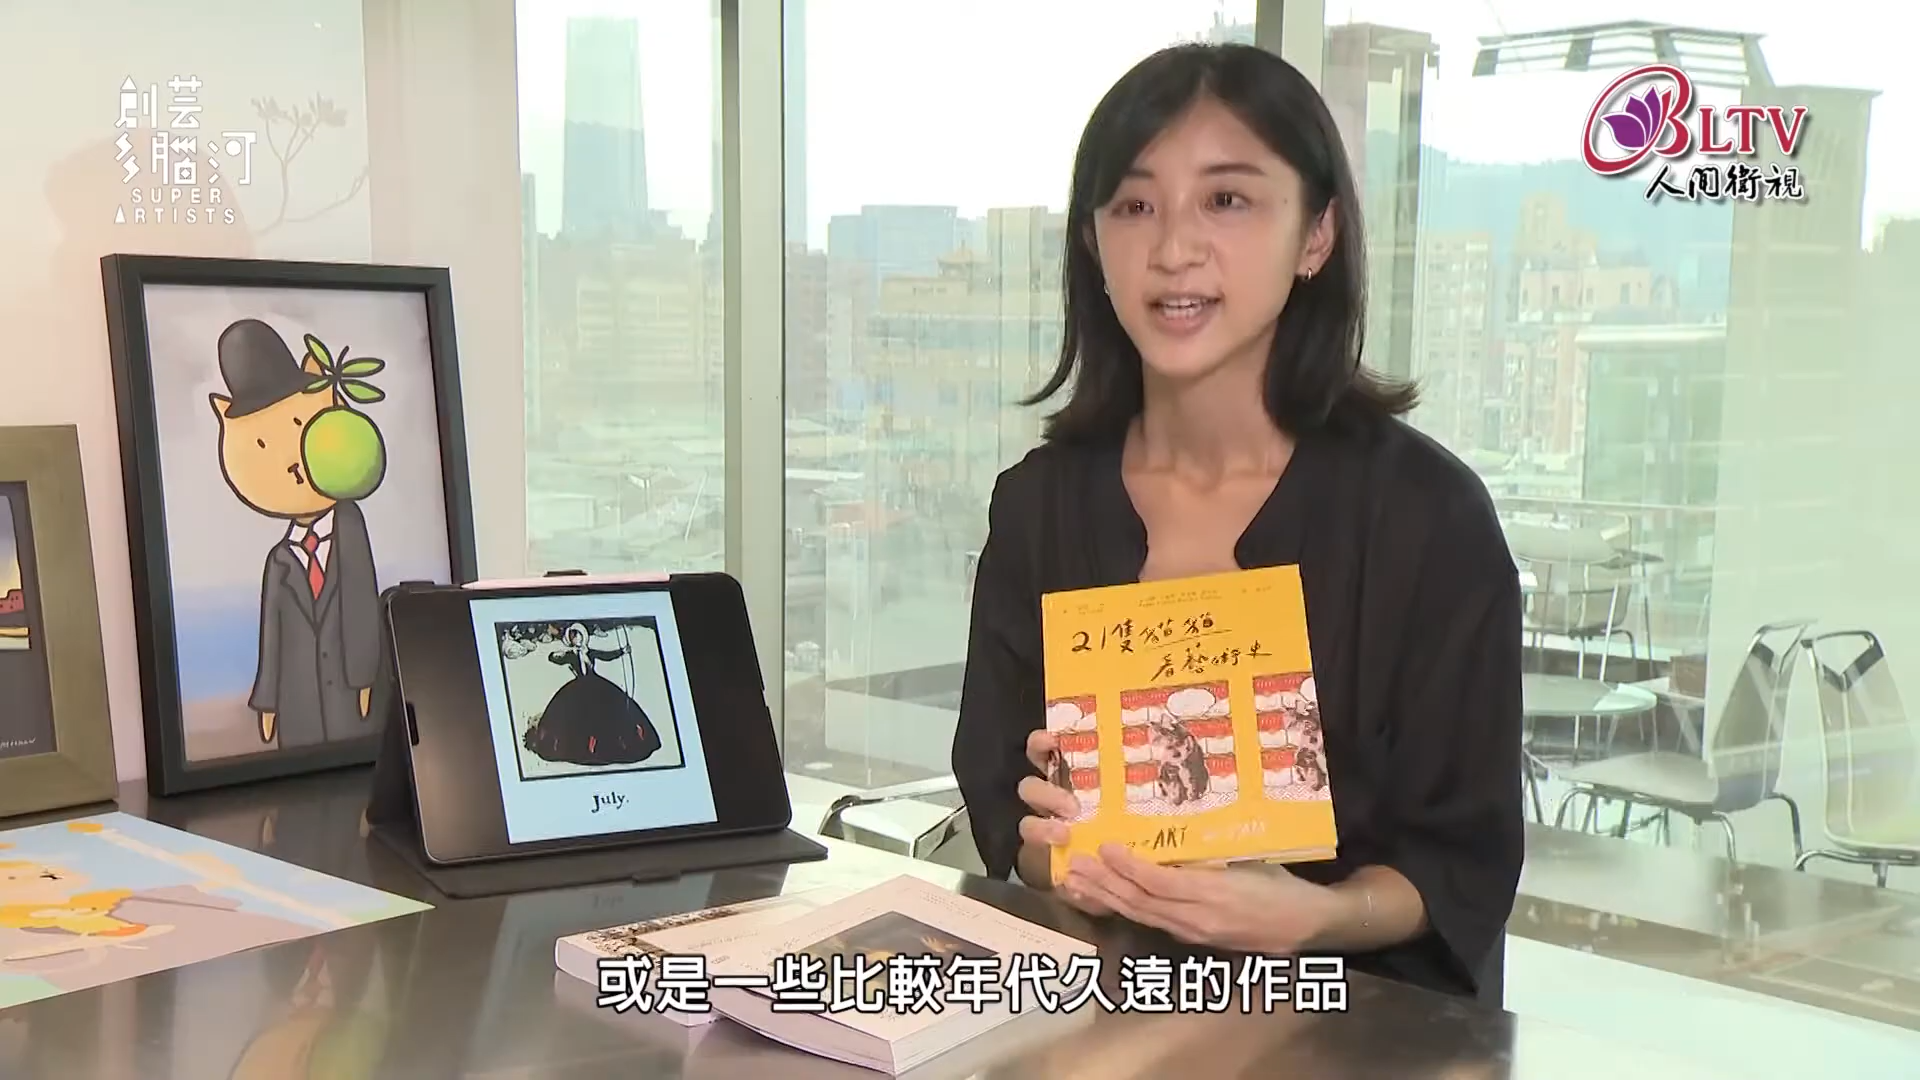 創芸
多腦河
SUPER
ARTISTS
BLTV
人間衛視
21隻貓貓
看藝術史
ART
July.
或是一些比較年代久遠的作品